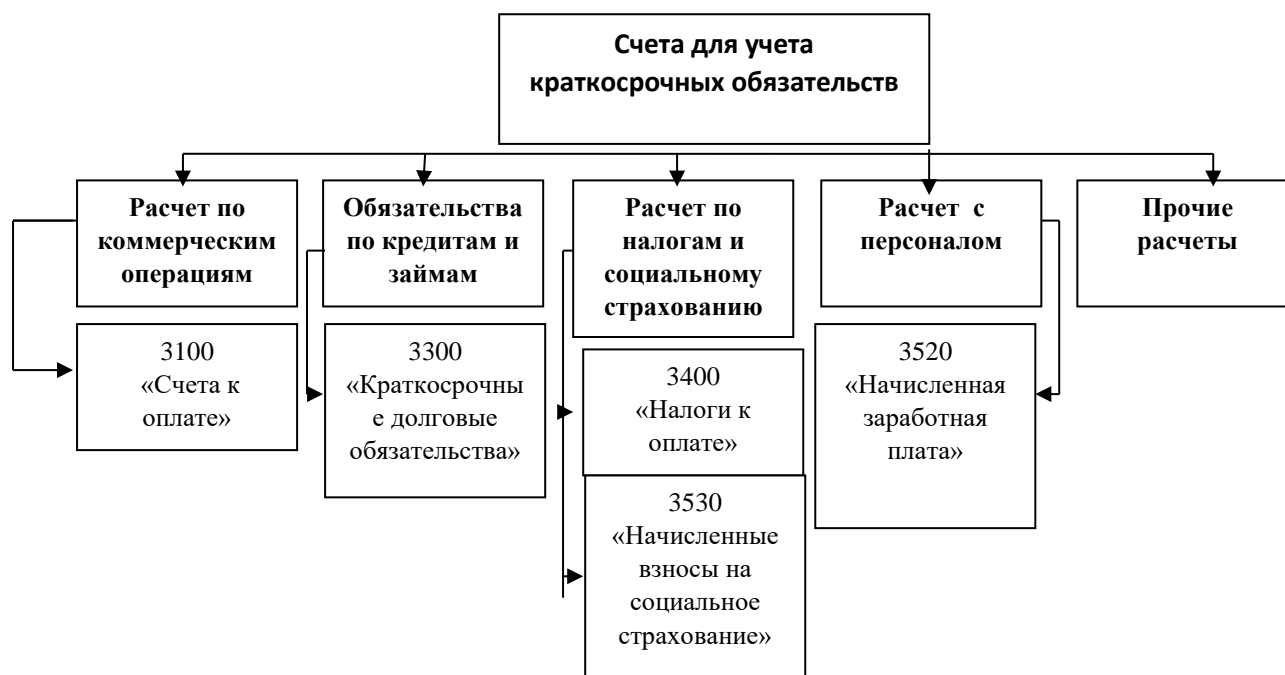 Счета для учета
краткосрочных обязательств
Расчет по
коммерческим
операциям
Обязательства
по кредитам и
займам
Расчет по
налогам и
социальному
страхованию
Расчет с
персоналом
Прочие
расчеты
3100
«Счета к
оплате»
3300
«Краткосрочны
е долговые
обязательства»
3400
«Налоги к
оплате»
3530
«Начисленные
взносы на
социальное
страхование»
3520
«Начисленная
заработная
плата»